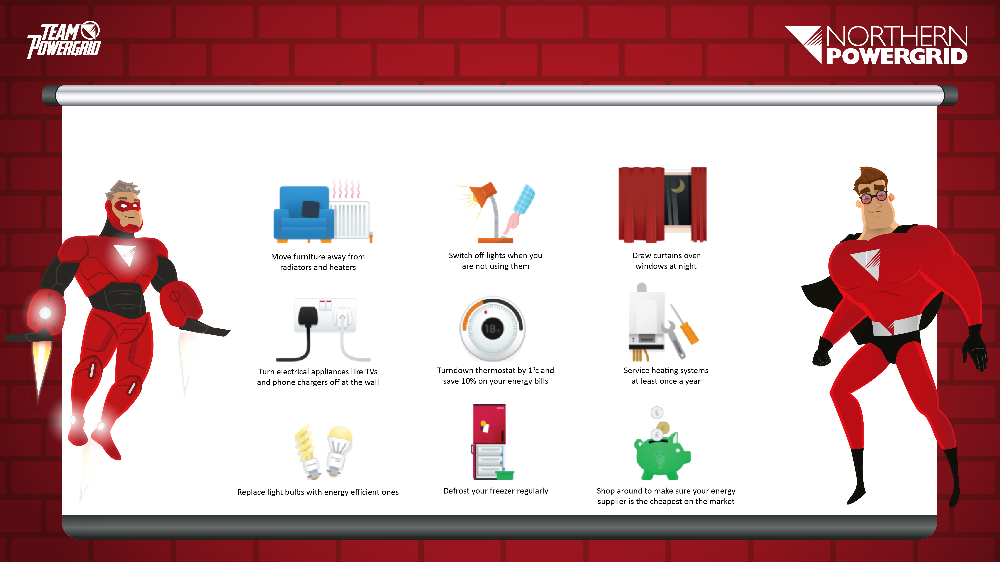 TEAM
POWERGRID
NORTHERN
POWERGRID
Move furniture away from
radiators and heaters
Switch off lights when you
are not using them
Draw curtains over
windows at night
18°C
Turn electrical appliances like TVs
and phone chargers off at the wall
Turndown thermostat by 1⁰c and
save 10% on your energy bills
Service heating systems
at least once a year
£
£
£
Replace light bulbs with energy efficient ones
Defrost your freezer regularly
Shop around to make sure your energy
supplier is the cheapest on the market